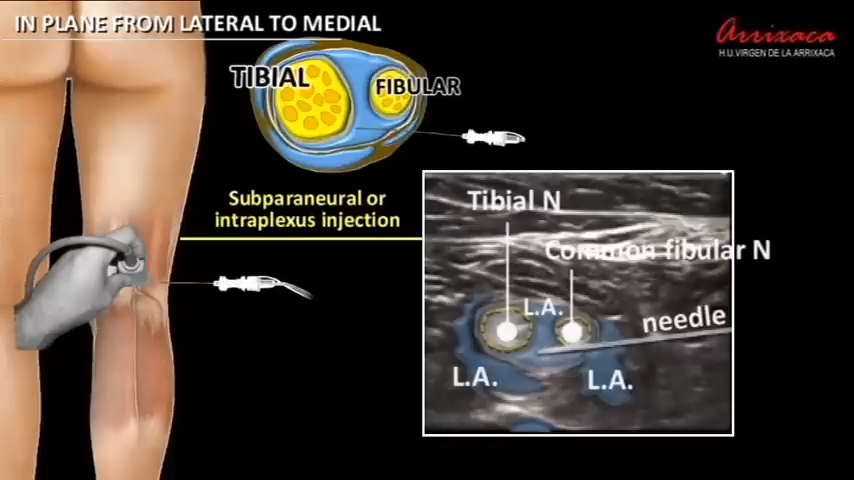 IN PLANE FROM LATERAL TO MEDIAL
Arrixaca
H.U.VIRGEN DE LA ARRIXACA
TIBIAL
FIBULAR
Subparaneural or
intraplexus injection
Tibial N
Common fibular N
L.A.
needle
L.A.
L.A.